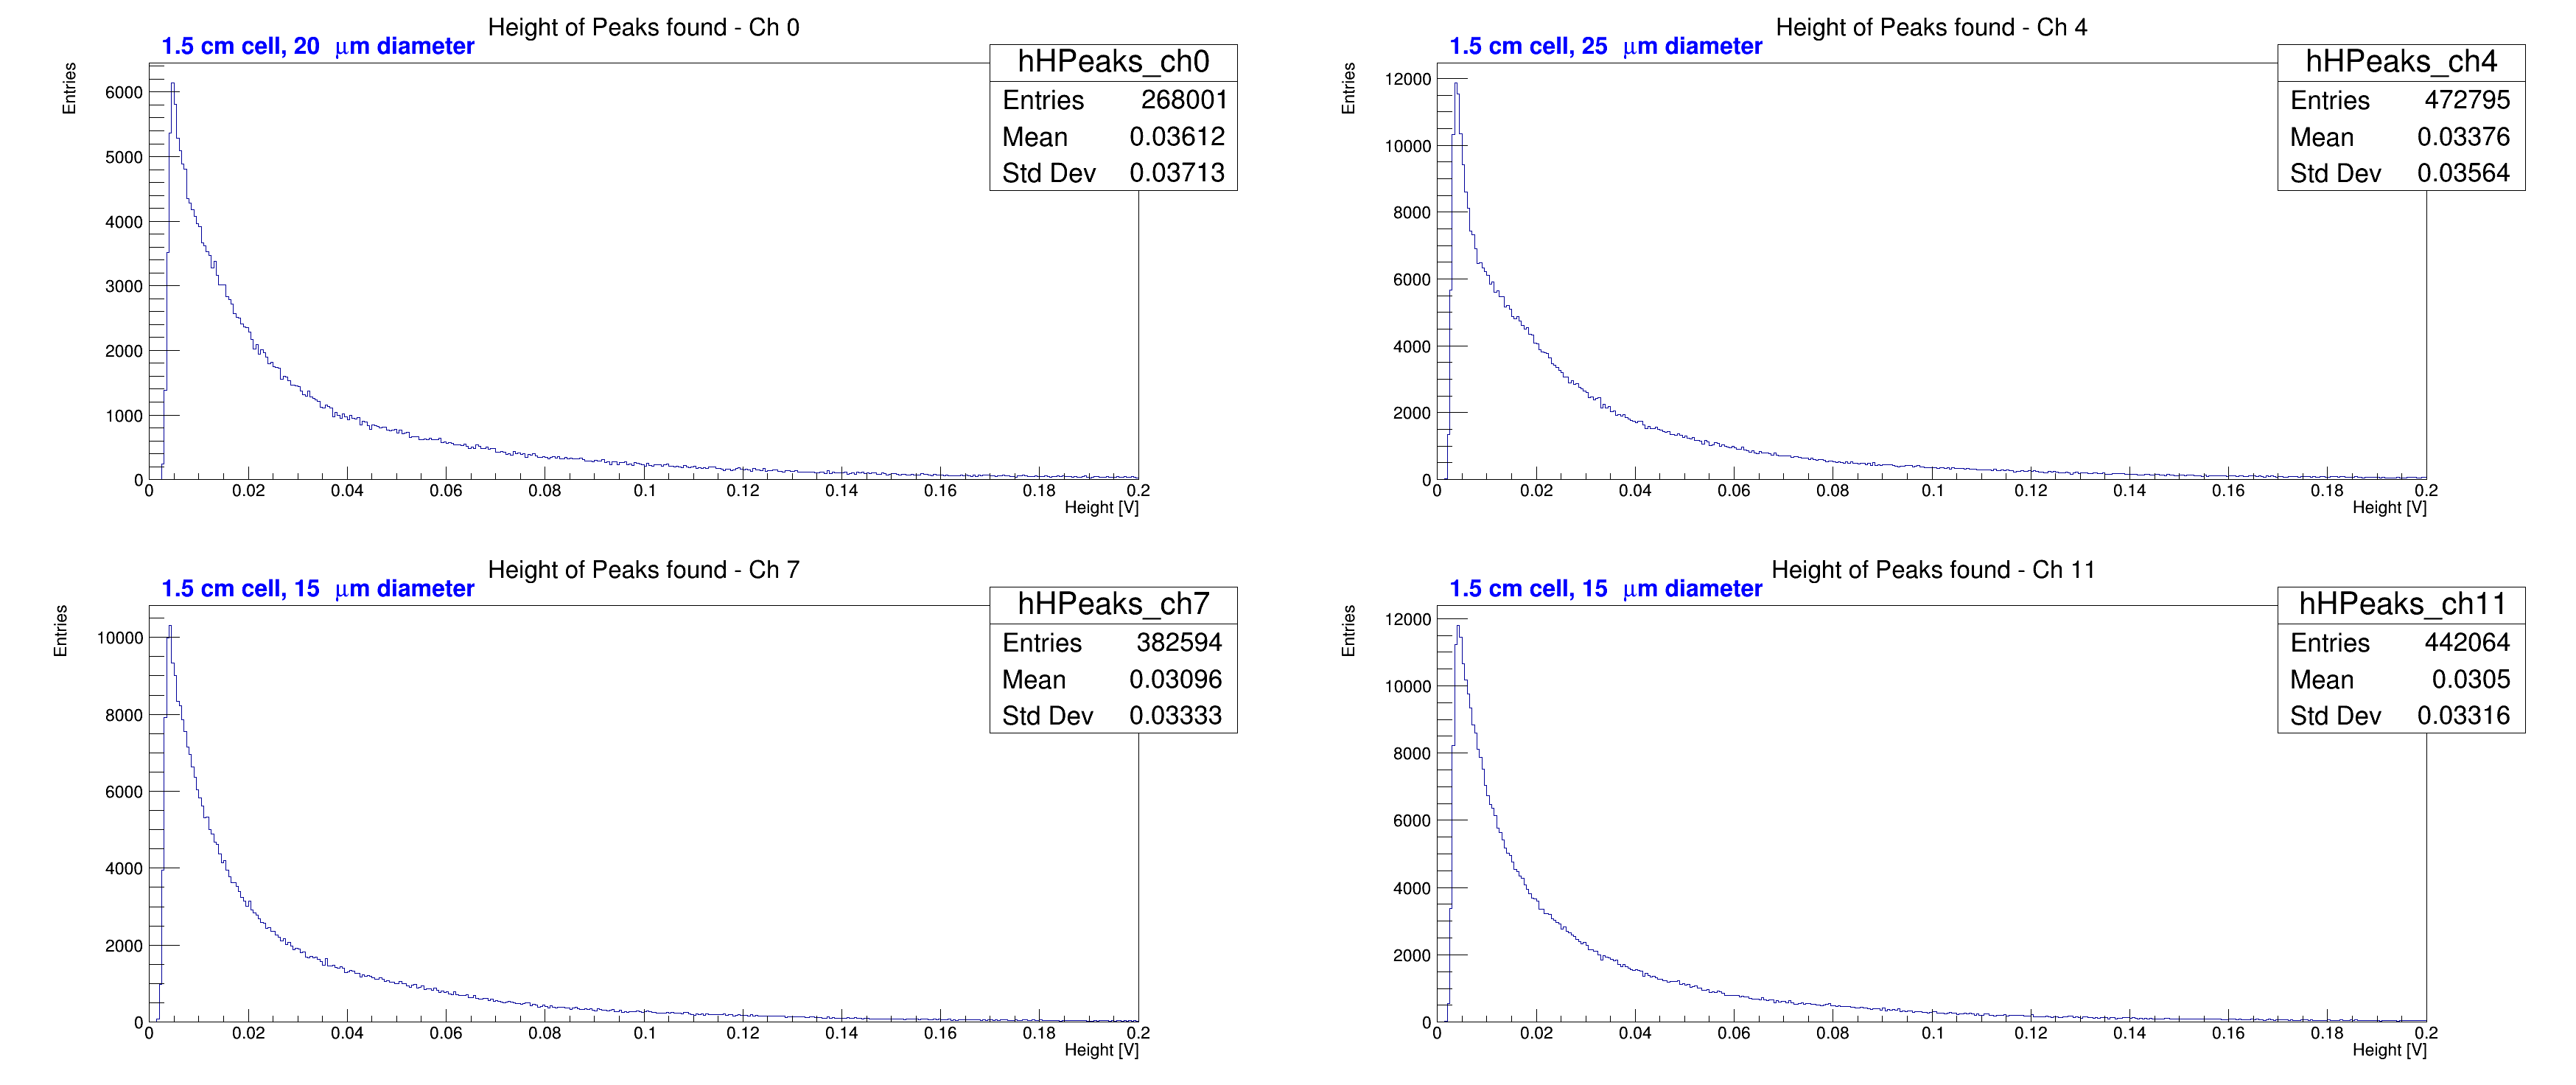 Height of Peaks found - Ch 0
1.5 cm cell, 20 μm diameter
Entries
hHPeaks_ch0
Entries 268001
Mean 0.03612
Std Dev 0.03713
6000
5000
4000
3000
2000
1000
0
0 0.02 0.04 0.06 0.08 0.1 0.12 0.14 0.16 0.18 0.2
Height [V]
Height of Peaks found - Ch 4
1.5 cm cell, 25 μm diameter
Entries
hHPeaks_ch4
Entries 472795
Mean 0.03376
Std Dev 0.03564
12000
10000
8000
6000
4000
2000
0
0 0.02 0.04 0.06 0.08 0.1 0.12 0.14 0.16 0.18 0.2
Height [V]
Height of Peaks found - Ch 7
1.5 cm cell, 15 μm diameter
Entries
hHPeaks_ch7
Entries 382594
Mean 0.03096
Std Dev 0.03333
10000
8000
6000
4000
2000
0
0 0.02 0.04 0.06 0.08 0.1 0.12 0.14 0.16 0.18 0.2
Height [V]
Height of Peaks found - Ch 11
1.5 cm cell, 15 μm diameter
Entries
hHPeaks_ch11
Entries 442064
Mean 0.0305
Std Dev 0.03316
12000
10000
8000
6000
4000
2000
0
0 0.02 0.04 0.06 0.08 0.1 0.12 0.14 0.16 0.18 0.2
Height [V]